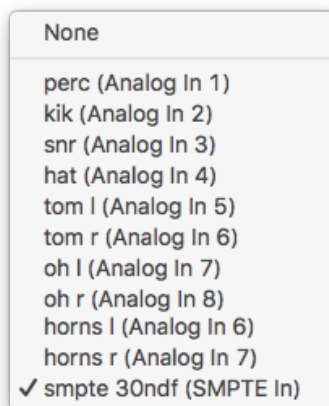 None
perc (Analog In 1)
kik (Analog In 2)
snr (Analog In 3)
hat (Analog In 4)
tom l (Analog In 5)
tom r (Analog In 6)
oh l (Analog In 7)
oh r (Analog In 8)
horns l (Analog In 6)
horns r (Analog In 7)
✓ smpte 30ndf (SMPTE In)